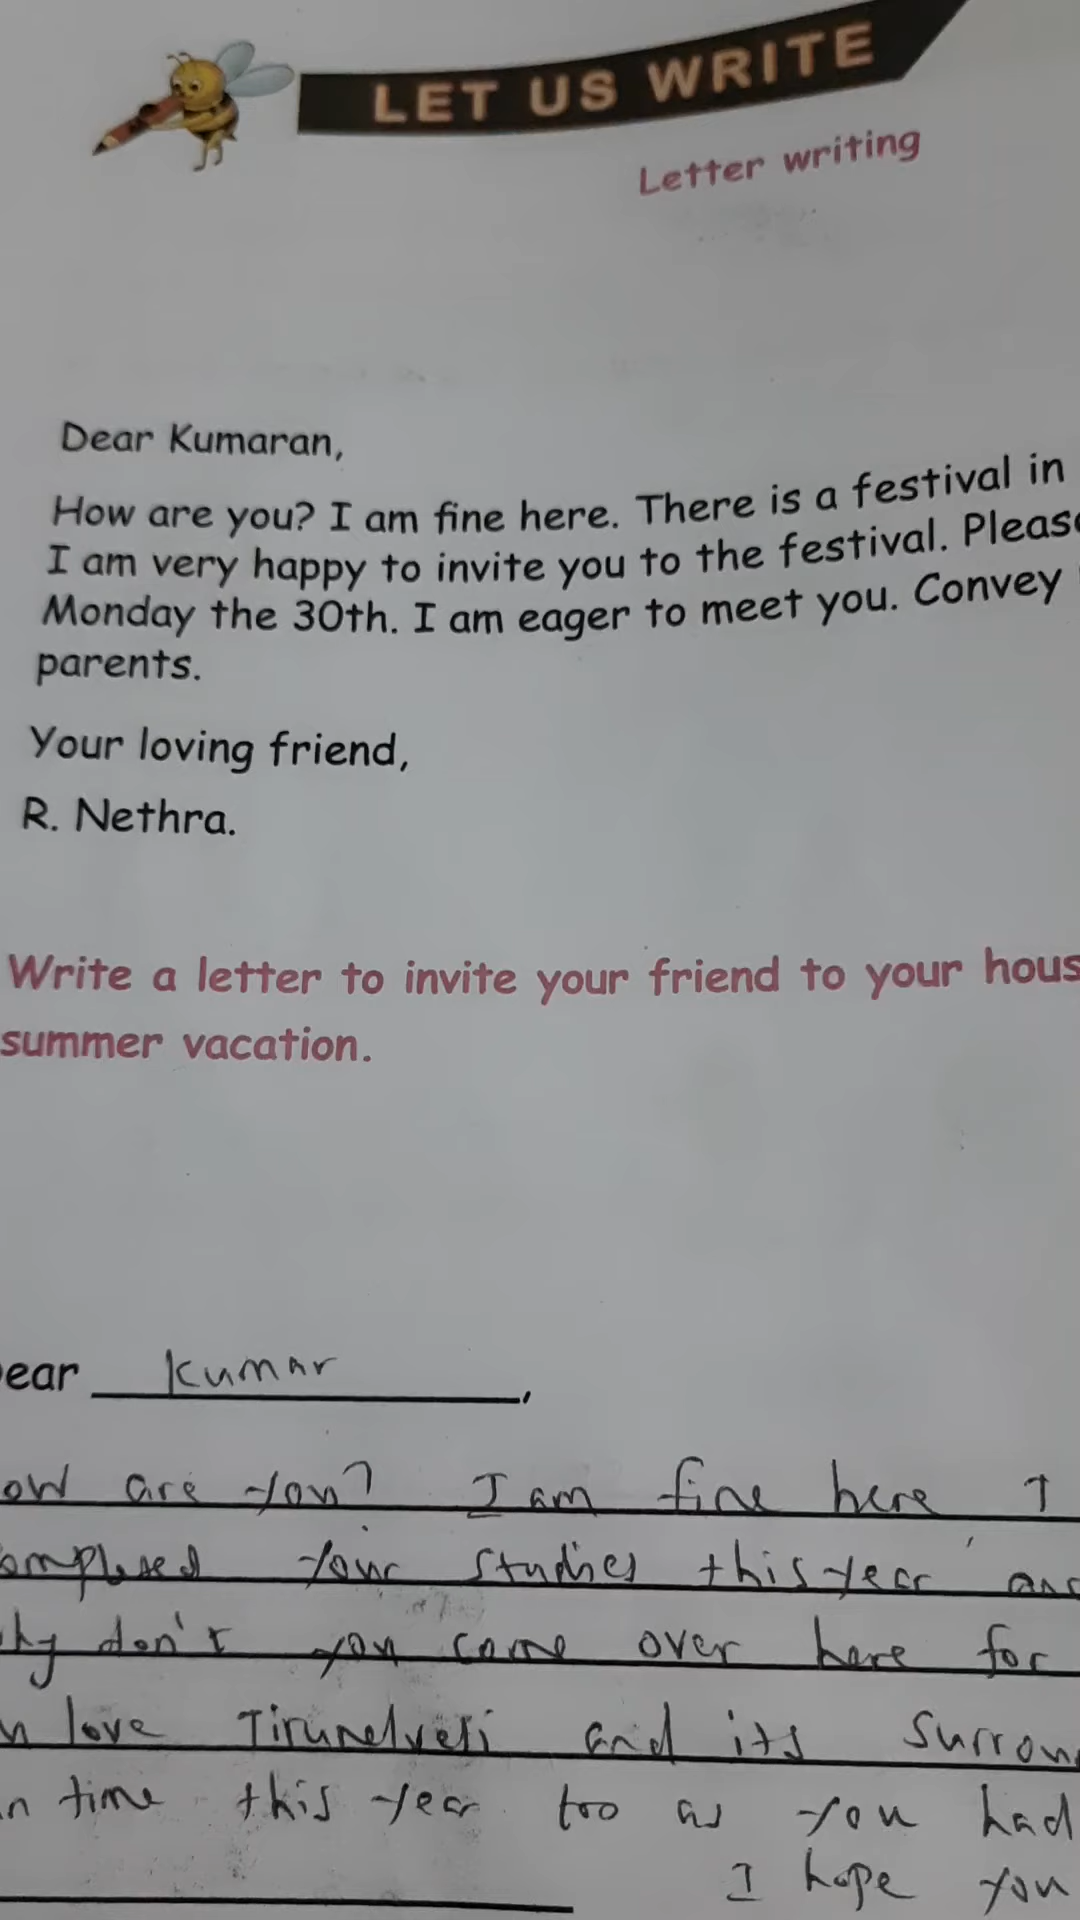 LET US WRITE
Letter writing
Dear Kumaran,
How are you? I am fine here. There is a festival in
I am very happy to invite you to the festival. Pleas
Monday the 30th. I am eager to meet you. Convey
parents.
Your loving friend,
R. Nethra.
Write a letter to invite your friend to your hous
summer vacation.
ear Kumar,
ow are you? I am fine here I
your studies this year
hy don't you come over here for
love Tirunelveli and its surroun
n time this year too as you had
I hope you